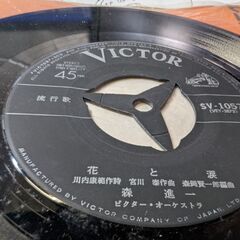 VICTOR
45
流行歌
SV-1057
花と涙
川内康範作詩 宮川泰作曲 森岡賢一郎編曲
森進一
ビクター・オーケストラ
MANUFACTURED BY VICTOR COMPANY OF JAPAN, LTD.